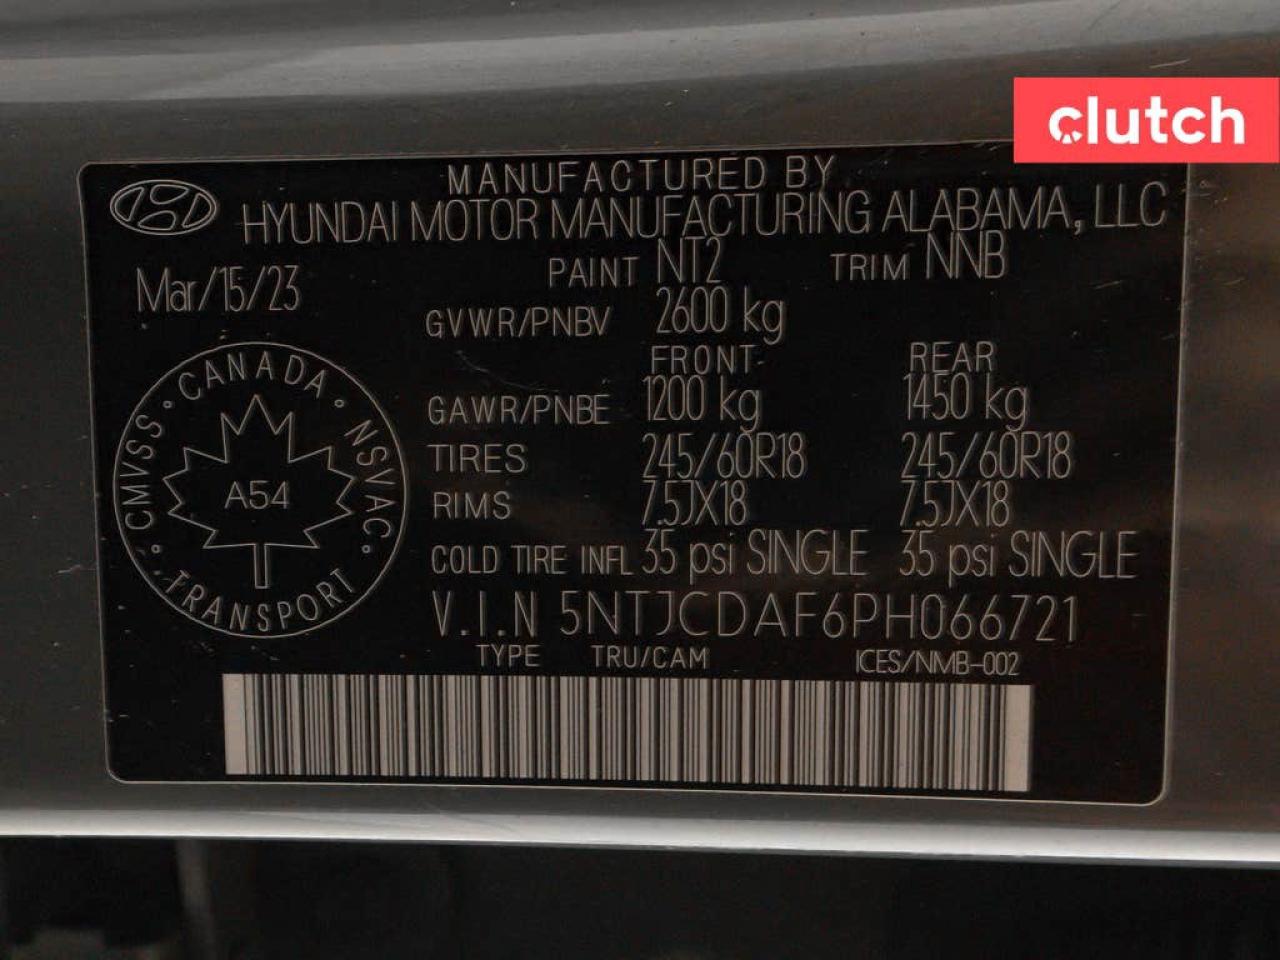 clutch
MANUFACTURED BY
HYUNDAI MOTOR MANUFACTURING ALABAMA, LLC
Mar/15/23
PAINT NT2 TRIM NNB
GVWR/PNBV 2600 kg
FRONT REAR
GAWR/PNBE 1200 kg 1450 kg
TIRES 245/60R18 245/60R18
RIMS 7.5JX18 7.5JX18
COLD TIRE INFL 35 psi SINGLE 35 psi SINGLE
V.I.N 5NTJCDAF6PH066721
TYPE TRU/CAM ICES/NMB-002
CMVSS • CANADA • NSVAC •
TRANSPORT
A54